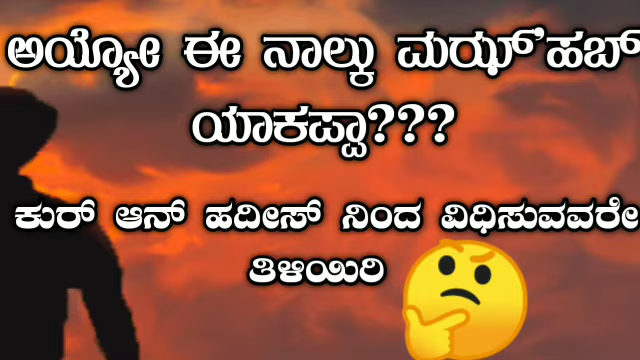 ಅಯ್ಯೋ ಈ ನಾಲ್ಕು ಮಝ್'ಹಬ್
ಯಾಕಪ್ಪಾ???
ಕುರ್ ಆನ್ ಹದೀಸ್ ನಿಂದ ವಿಧಿಸುವವರೇ
ತಿಳಿಯಿರಿ